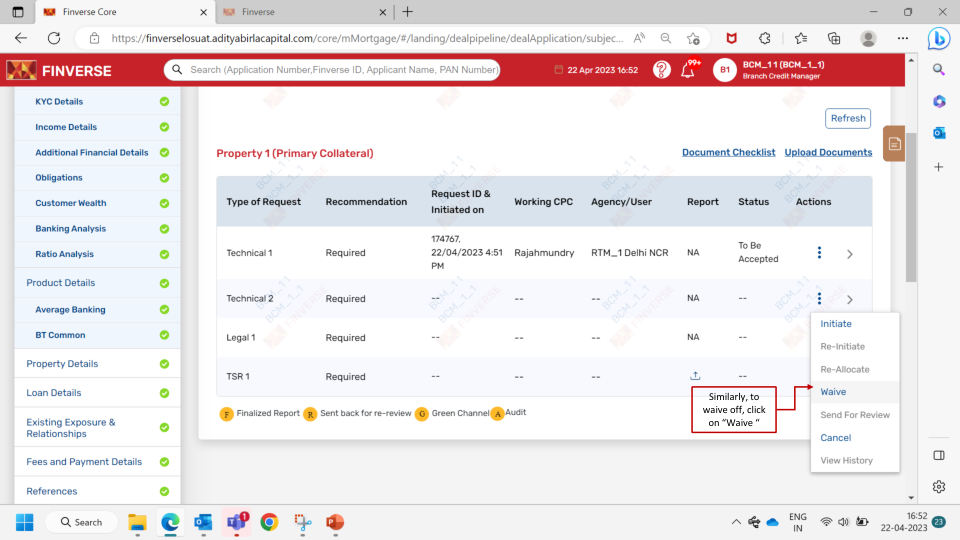 Finverse Core
Finverse
https://finverselosuat.adityabirlacapital.com/core/mMortgage/#/landing/dealpipeline/dealApplication/subjec...
FINVERSE
Search (Application Number,Finverse ID, Applicant Name, PAN Number)
22 Apr 2023 16:52
99+
B1
BCM_1 1 (BCM_1_1)
Branch Credit Manager
KYC Details
Income Details
Additional Financial Details
Obligations
Customer Wealth
Banking Analysis
Ratio Analysis
Product Details
Average Banking
BT Common
Property Details
Loan Details
Existing Exposure &
Relationships
Fees and Payment Details
References
Refresh
Property 1 (Primary Collateral)
Document Checklist
Upload Documents
Type of Request
Recommendation
Request ID &
Initiated on
Working CPC
Agency/User
Report
Status
Actions
Technical 1
Required
174767,
22/04/2023 4:51
PM
Rajahmundry
RTM_1 Delhi NCR
NA
To Be
Accepted
Technical 2
Required
--
--
--
NA
--
Legal 1
Required
--
--
--
NA
--
TSR 1
Required
--
--
--
--
F Finalized Report R Sent back for re-review G Green Channel A Audit
Initiate
Re-Initiate
Re-Allocate
Waive
Send For Review
Cancel
View History
Similarly, to
waive off, click
on "Waive "
Search
1
ENG
IN
16:52
22-04-2023
23